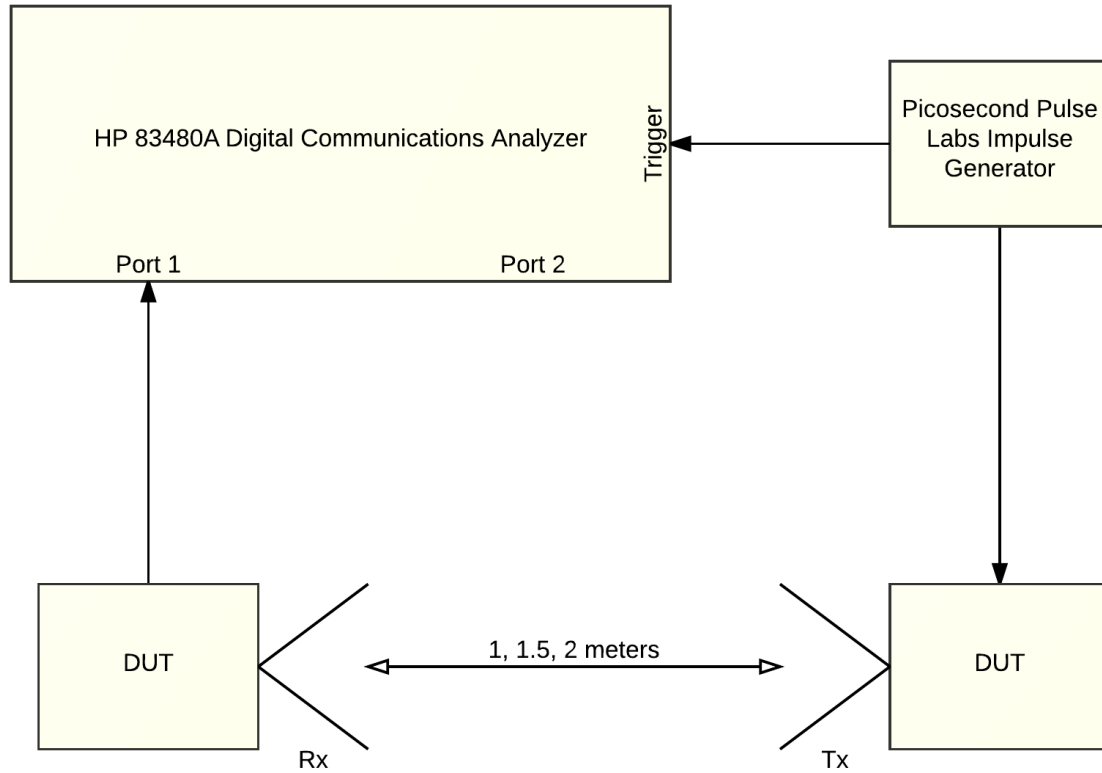 HP 83480A Digital Communications Analyzer
Trigger
Picosecond Pulse
Labs Impulse
Generator
Port 1
Port 2
1, 1.5, 2 meters
DUT
DUT
Rx
Tx